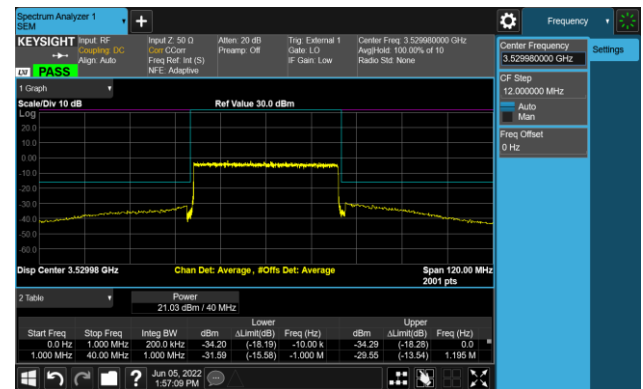 Spectrum Analyzer 1
SEM
Frequency
KEYSIGHT
Input: RF
Coupling: DC
Align: Auto
Input Z: 50 Ω
Corr CCorr
Freq Ref: Int (S)
NFE: Adaptive
Atten: 20 dB
Preamp: Off
Trig: External 1
Gate: LO
IF Gain: Low
Center Freq: 3.529980000 GHz
Avg|Hold: 100.00% of 10
Radio Std: None
LXI
PASS
Center Frequency
3.529980000 GHz
Settings
CF Step
12.000000 MHz
Auto
Man
Freq Offset
0 Hz
1 Graph
Scale/Div 10 dB
Ref Value 30.0 dBm
Log
20.0
10.0
0.00
-10.0
-20.0
-30.0
-40.0
-50.0
-60.0
Disp Center 3.52998 GHz
Chan Det: Average, #Offs Det: Average
Span 120.00 MHz
2001 pts
2 Table
Power
21.03 dBm / 40 MHz
Lower Upper
Start Freq Stop Freq Integ BW dBm ΔLimit(dB) Freq (Hz) dBm ΔLimit(dB) Freq (Hz)
0.0 Hz 1.000 MHz 200.0 kHz -34.20 (-18.19) -10.00 k -34.29 (-18.28) 0.0
1.000 MHz 40.00 MHz 1.000 MHz -31.59 (-15.58) -1.000 M -29.55 (-13.54) 1.195 M
?
Jun 05, 2022
1:57:09 PM